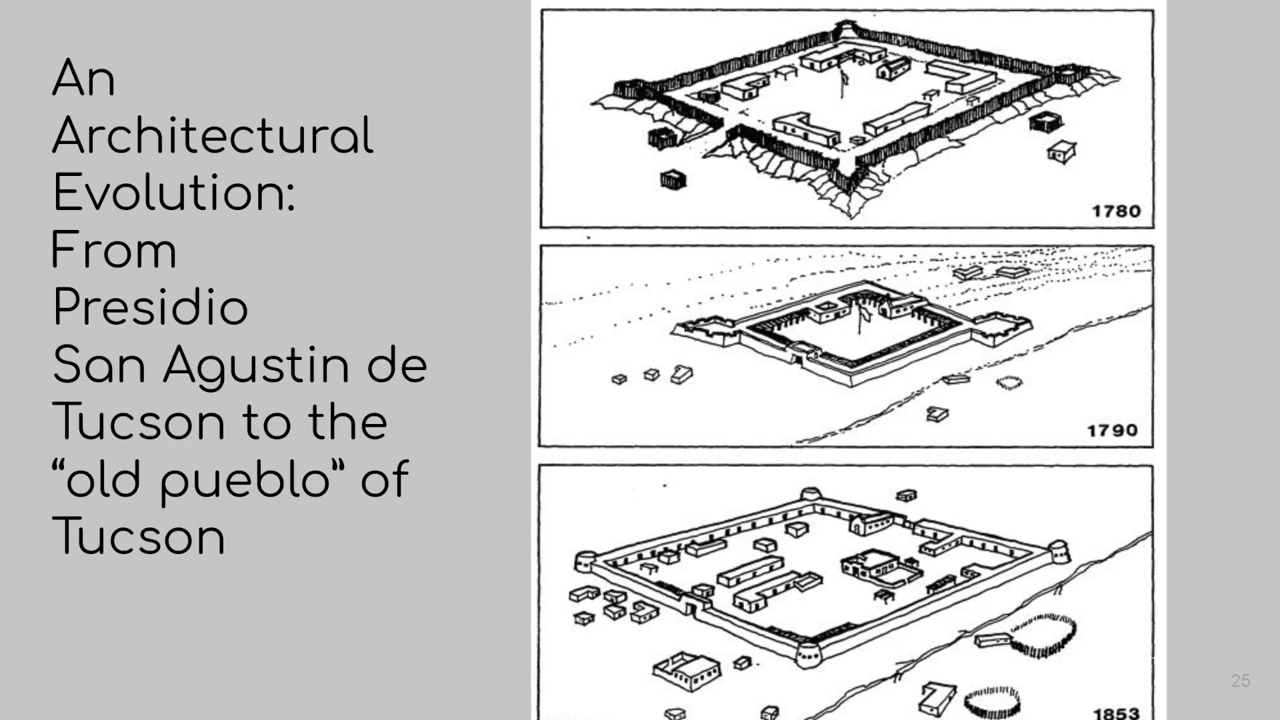 An
Architectural
Evolution:
From
Presidio
San Agustin de
Tucson to the
“old pueblo” of
Tucson
1780
1790
1853
25